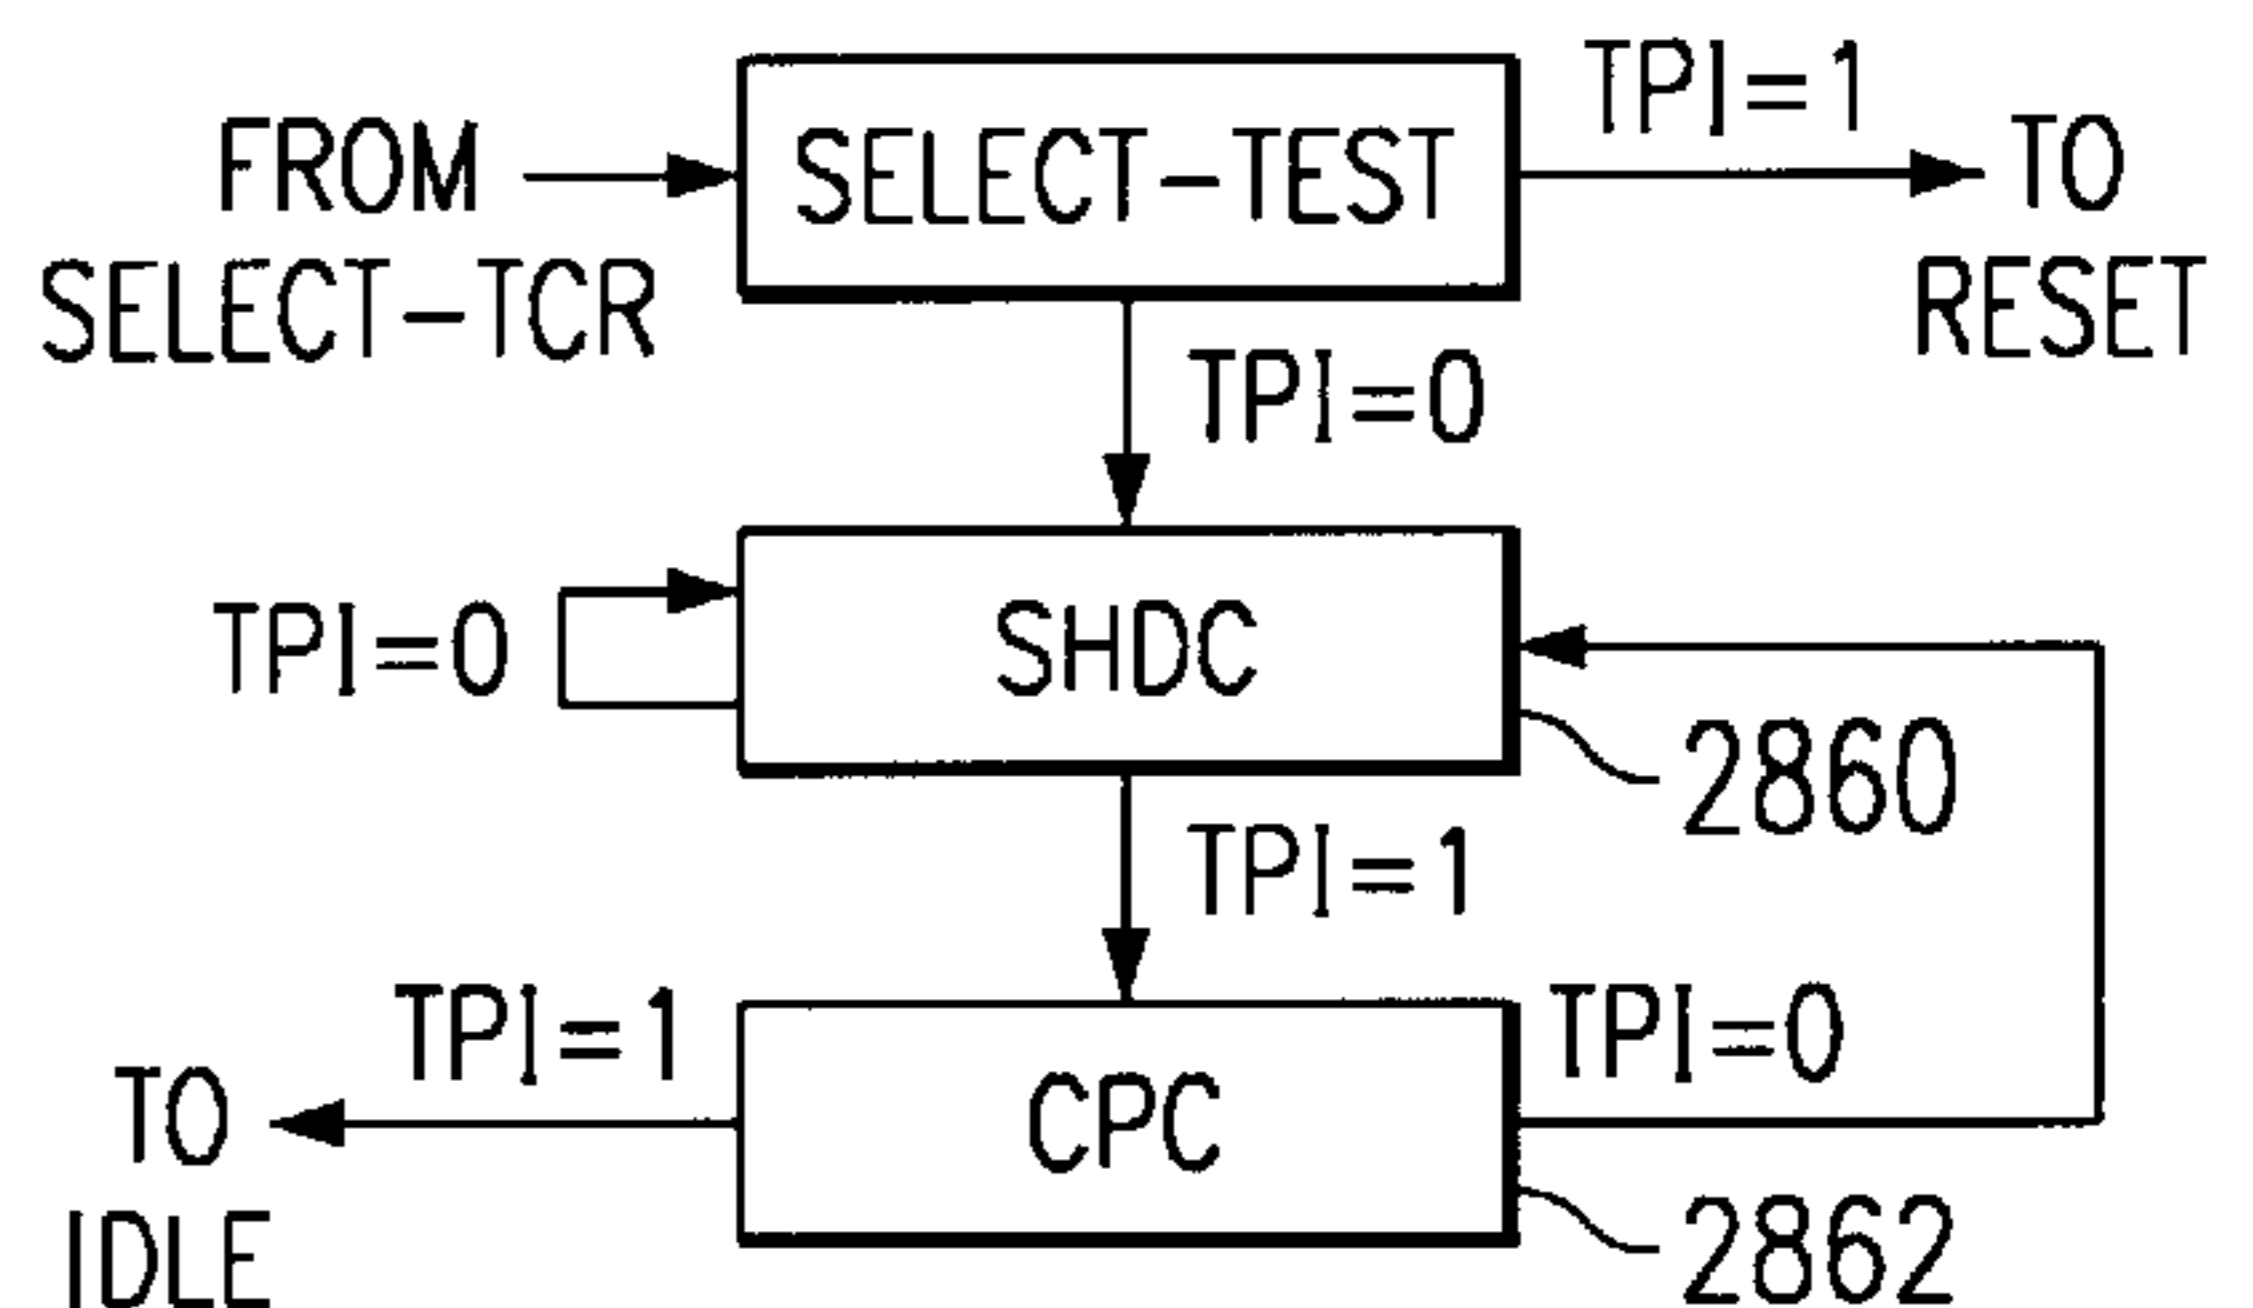 FROM
SELECT-TCR
SELECT-TEST
TPI=1
TO
RESET
TPI=0
TPI=0
SHDC
2860
TPI=1
TPI=1
TO
IDLE
CPC
TPI=0
2862